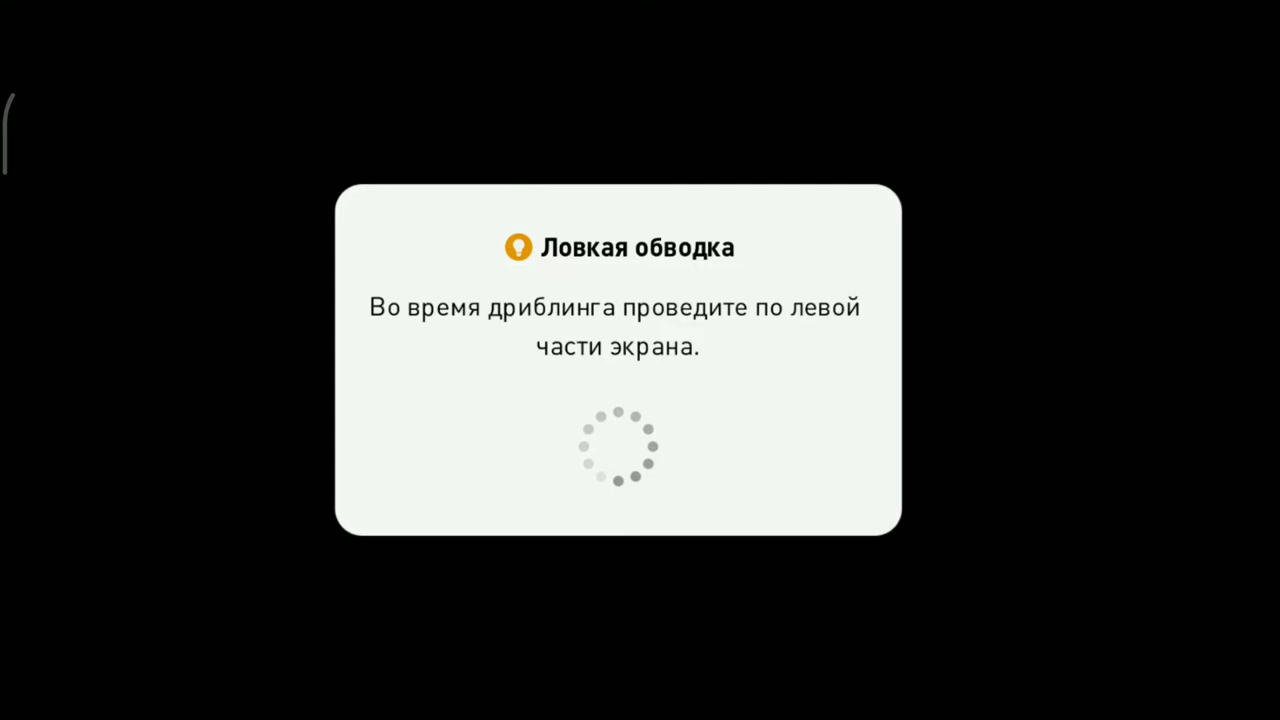 Ловкая обводка
Во время дриблинга проведите по левой
части экрана.